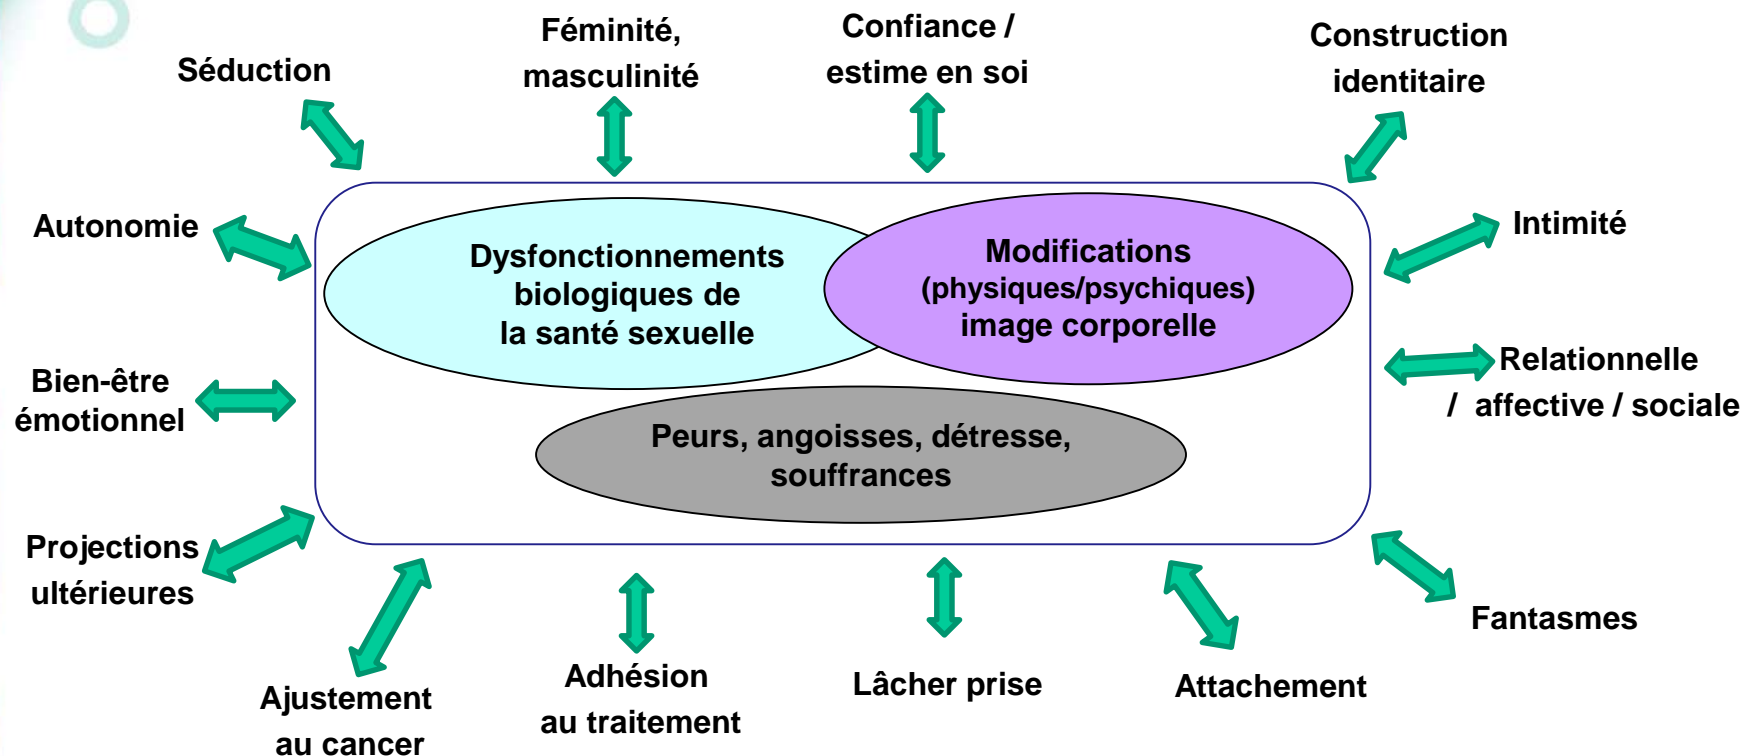 Féminité,
masculinité
Confiance /
estime en soi
Construction
identitaire
Séduction
Autonomie
Intimité
Dysfonctionnements
biologiques de
la santé sexuelle
Modifications
(physiques/psychiques)
image corporelle
Bien-être
émotionnel
Relationnelle
/ affective / sociale
Peurs, angoisses, détresse,
souffrances
Projections
ultérieures
Fantasmes
Ajustement
au cancer
Adhésion
au traitement
Lâcher prise
Attachement